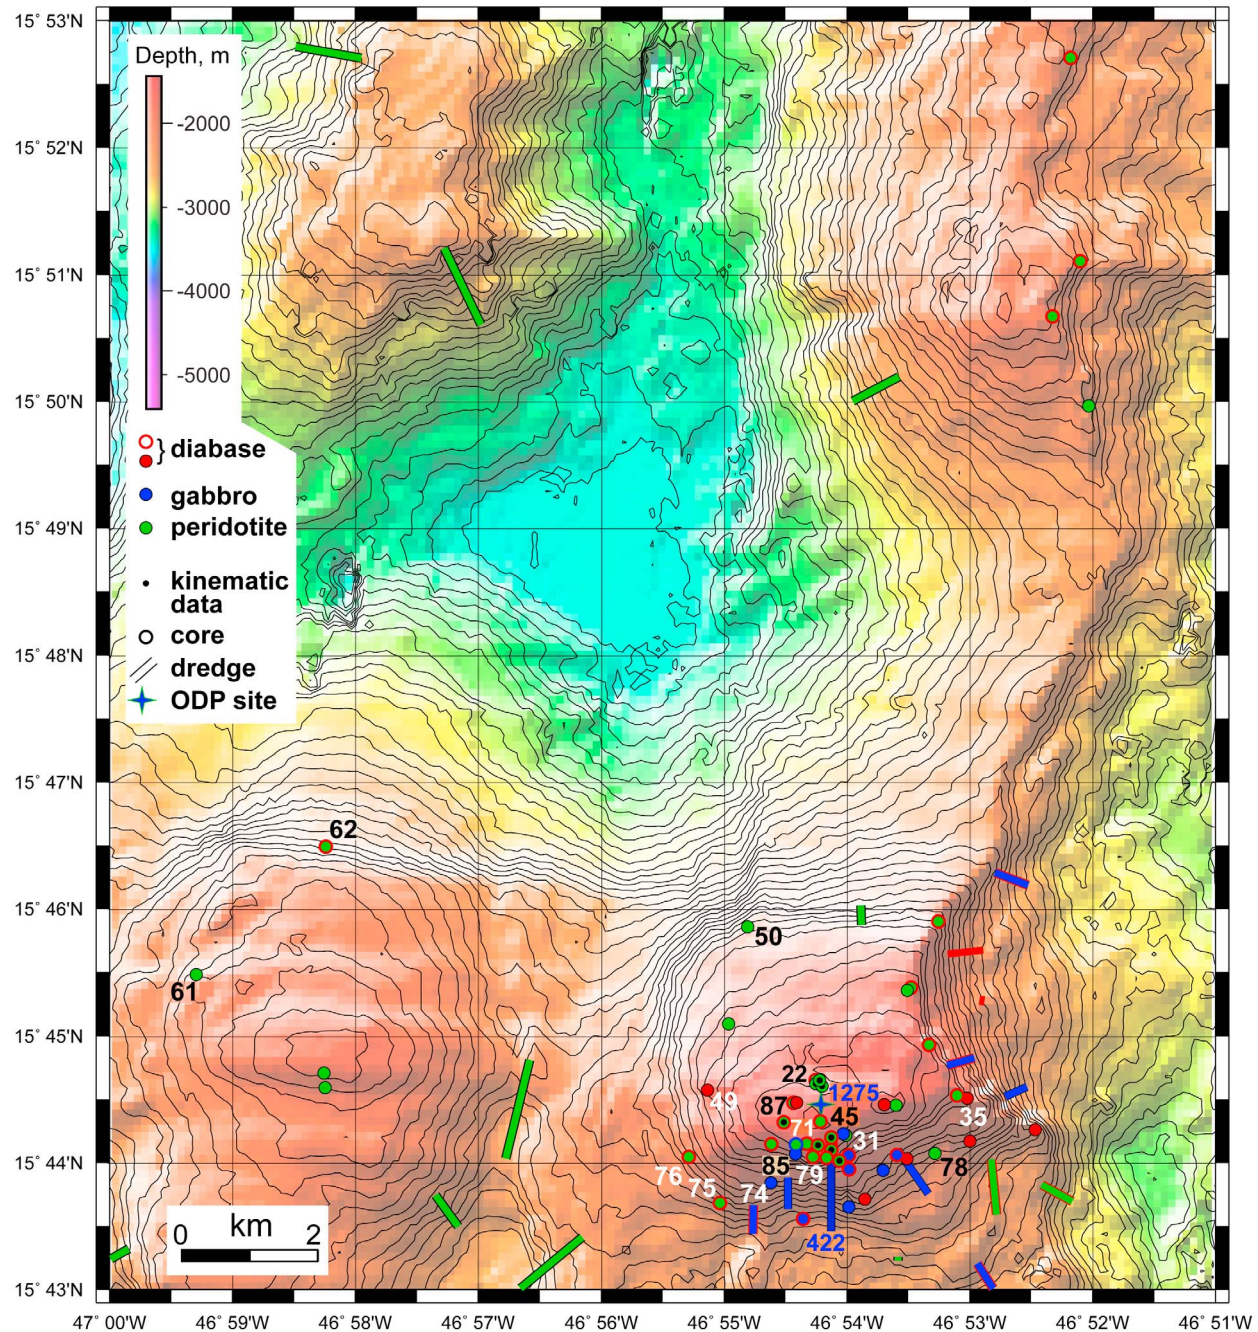 15° 53'N
Depth, m
-2000
15° 52'N
-3000
15° 51'N
-4000
-5000
15° 50'N
} diabase
gabbro
peridotite
15° 49'N
kinematic
data
core
15° 48'N
dredge
ODP site
15° 47'N
62
15° 46'N
50
61
15° 45'N
22
1275
49
87
45
35
71
31
15° 44'N
85
79
78
76
75
74
km
422
0 2
15° 43'N
47° 00'W 46° 59'W 46° 58'W 46° 57'W 46° 56'W 46° 55'W 46° 54'W 46° 53'W 46° 52'W 46° 51'W